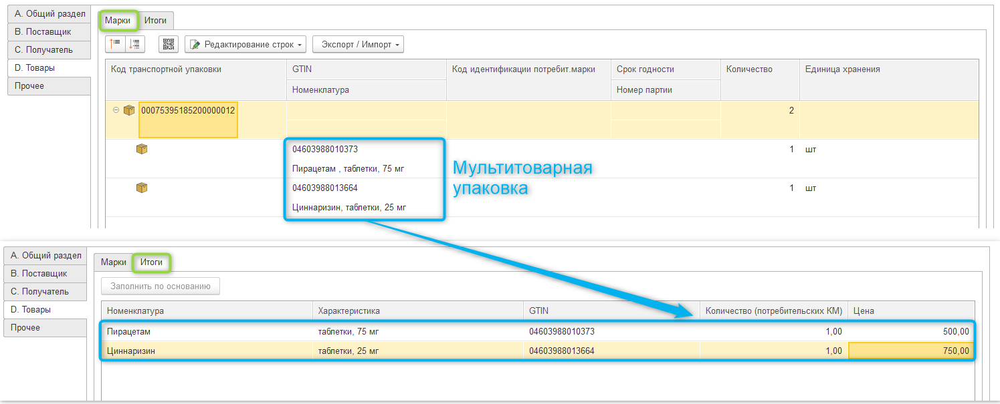 A. Общий раздел
B. Поставщик
C. Получатель
D. Товары
Прочее
Марки Итоги
Редактирование строк Экспорт / Импорт
Код транспортной упаковки GTIN Код идентификации потребит.марки Срок годности Количество Единица хранения
Номенклатура Номер партии
00075395185200000012 2
04603988010373 1 шт
Пирацетам , таблетки, 75 мг
04603988013664 1 шт
Циннаризин, таблетки, 25 мг
Мультитоварная
упаковка
A. Общий раздел
B. Поставщик
C. Получатель
D. Товары
Прочее
Марки Итоги
Заполнить по основанию
Номенклатура Характеристика GTIN Количество (потребительских КМ) Цена
Пирацетам таблетки, 75 мг 04603988010373 1,00 500,00
Циннаризин таблетки, 25 мг 04603988013664 1,00 750,00